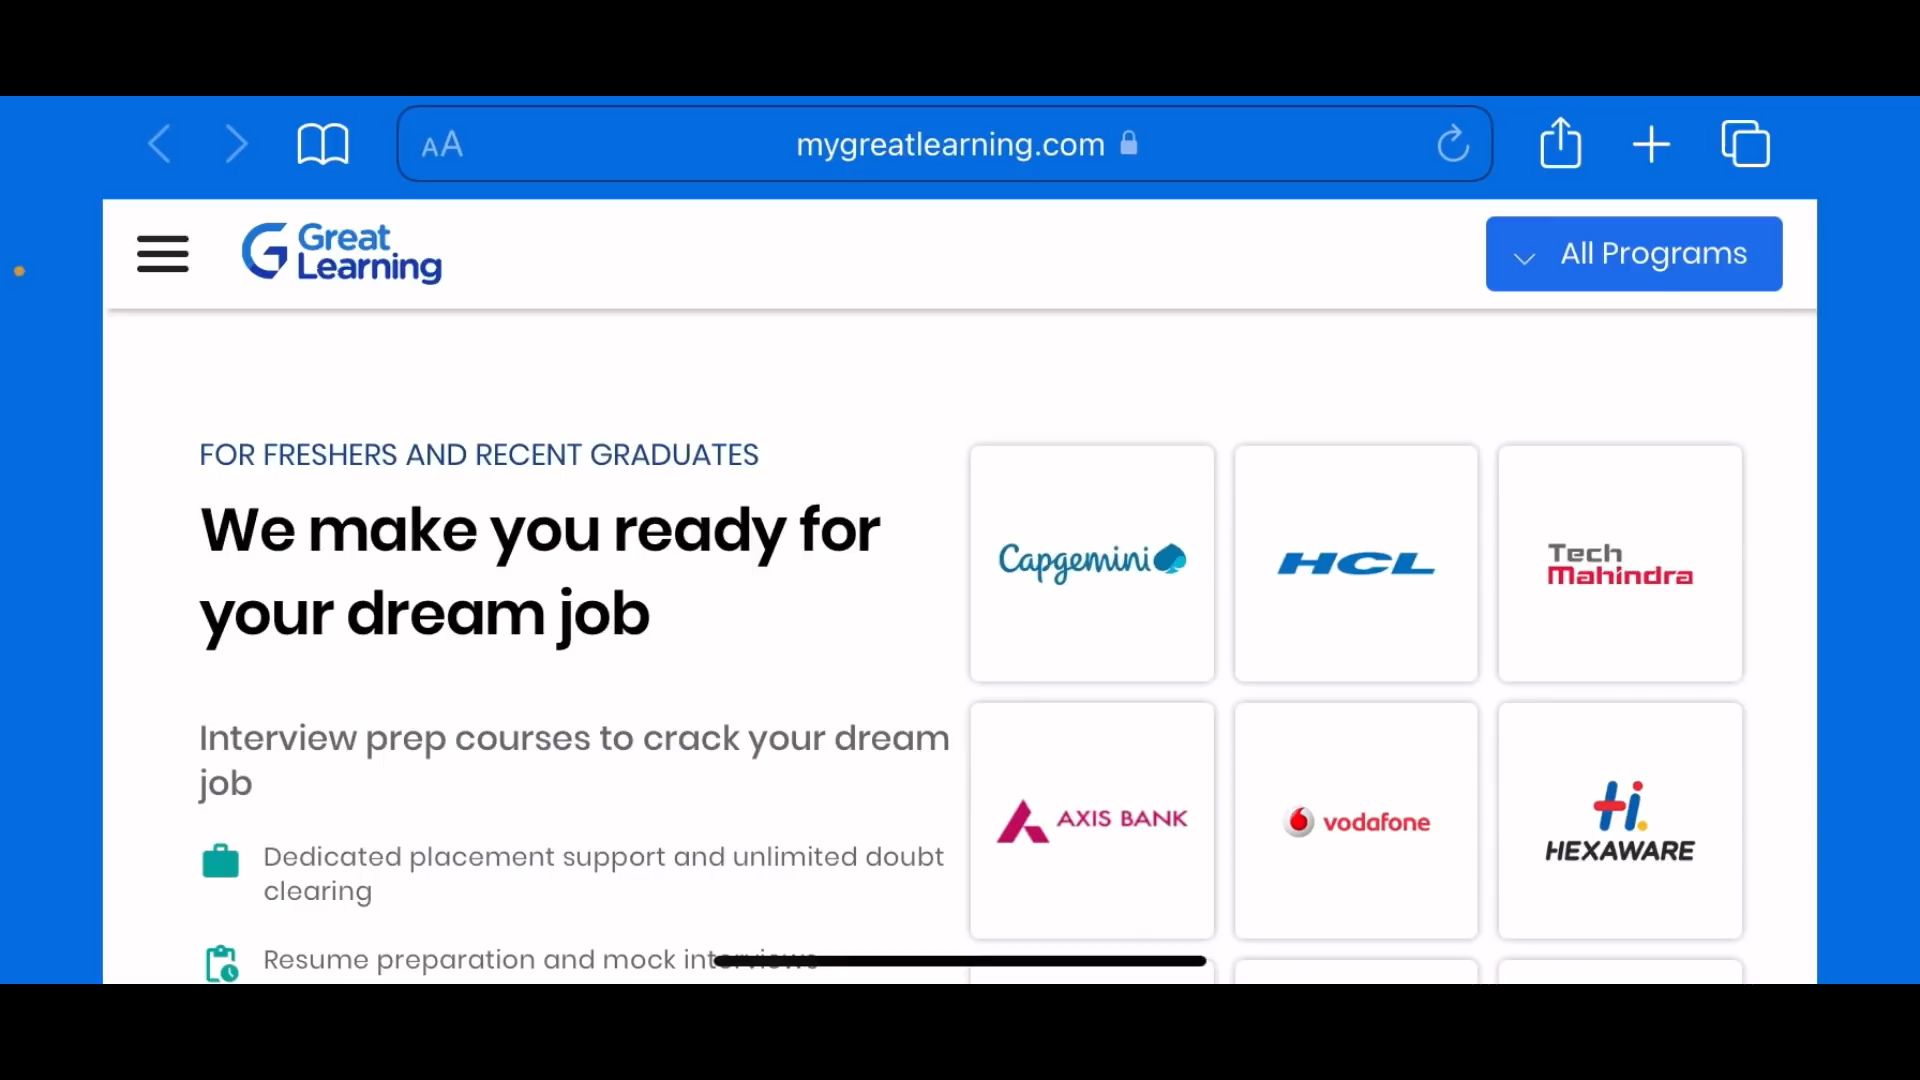 AA
mygreatlearning.com
Great
Learning
All Programs
FOR FRESHERS AND RECENT GRADUATES
We make you ready for
your dream job
Interview prep courses to crack your dream
job
Dedicated placement support and unlimited doubt
clearing
Resume preparation and mock interviews
Capgemini
HCL
Tech
Mahindra
AXIS BANK
vodafone
Hi.
HEXAWARE